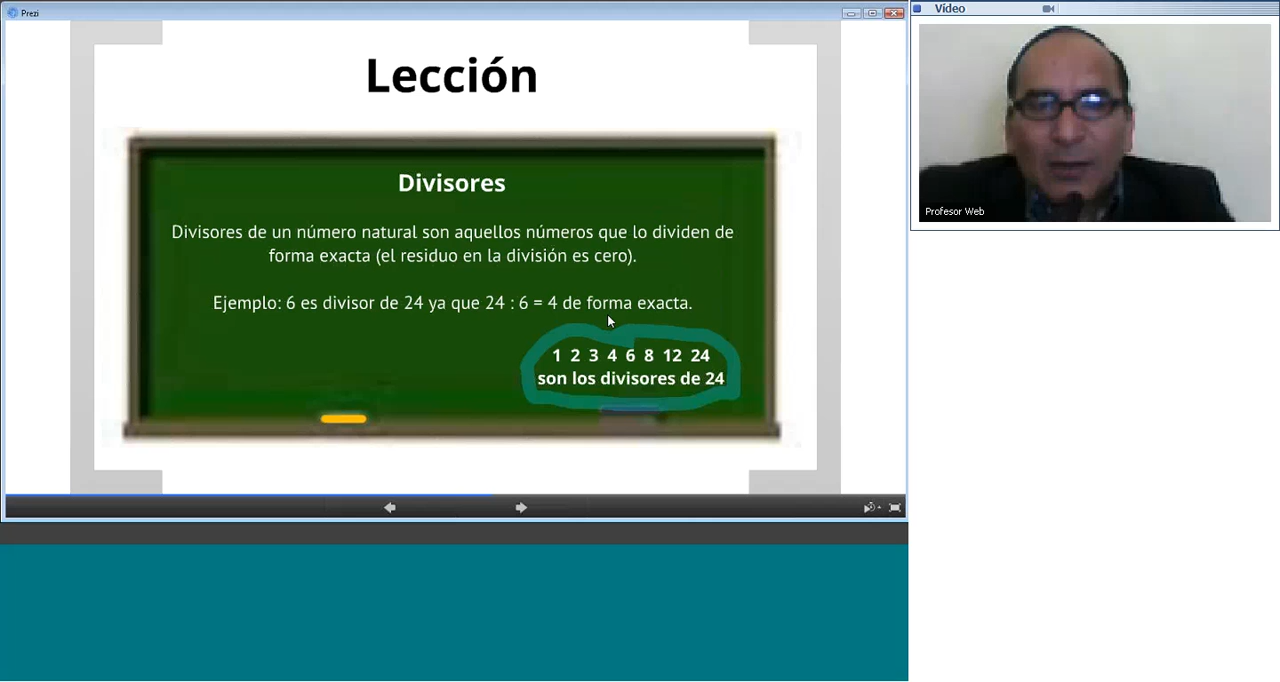 Prezi
Vídeo
Lección
Divisores
Divisores de un número natural son aquellos números que lo dividen de
forma exacta (el residuo en la división es cero).
Ejemplo: 6 es divisor de 24 ya que 24 : 6 = 4 de forma exacta.
1 2 3 4 6 8 12 24
son los divisores de 24
Profesor Web